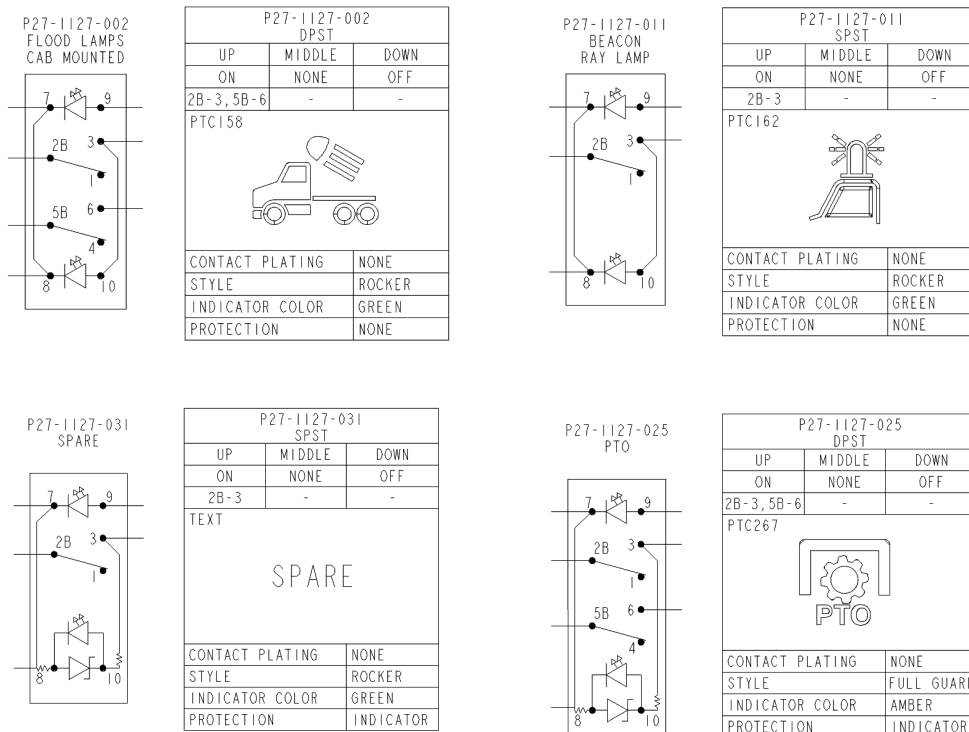 P27-1127-002
FLOOD LAMPS
CAB MOUNTED
7 9
2B 3
1
5B 6
4
8 10
P27-1127-002
DPST
UP MIDDLE DOWN
ON NONE OFF
2B-3,5B-6 - -
PTC158
CONTACT PLATING NONE
STYLE ROCKER
INDICATOR COLOR GREEN
PROTECTION NONE
P27-1127-011
BEACON
RAY LAMP
7 9
2B 3
1
8 10
P27-1127-011
SPST
UP MIDDLE DOWN
ON NONE OFF
2B-3 - -
PTC162
CONTACT PLATING NONE
STYLE ROCKER
INDICATOR COLOR GREEN
PROTECTION NONE
P27-1127-031
SPARE
7 9
2B 3
1
8 10
P27-1127-031
SPST
UP MIDDLE DOWN
ON NONE OFF
2B-3 - -
TEXT
SPARE
CONTACT PLATING NONE
STYLE ROCKER
INDICATOR COLOR GREEN
PROTECTION INDICATOR
P27-1127-025
PTO
7 9
2B 3
1
5B 6
4
8 10
P27-1127-025
DPST
UP MIDDLE DOWN
ON NONE OFF
2B-3,5B-6 - -
PTC267
PTO
CONTACT PLATING NONE
STYLE FULL GUARD
INDICATOR COLOR AMBER
PROTECTION INDICATOR